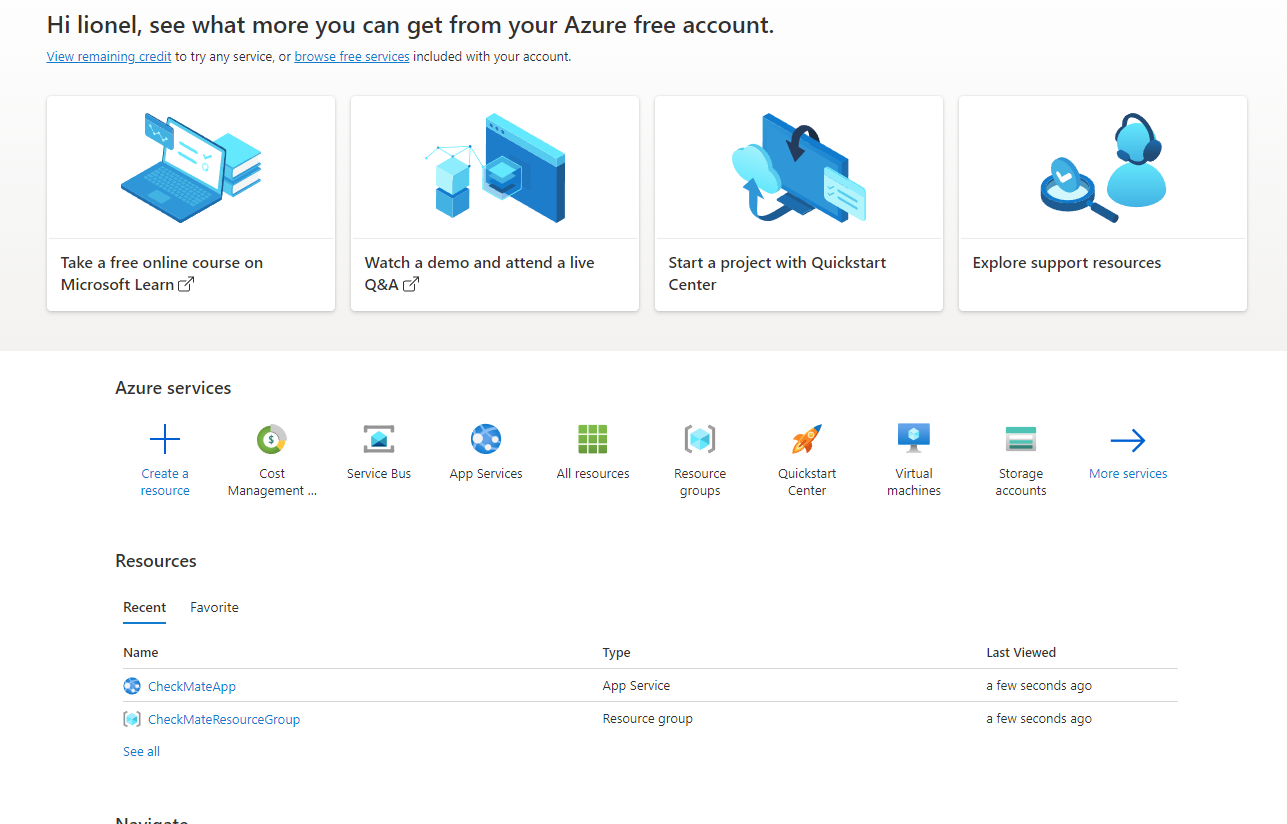 Hi lionel, see what more you can get from your Azure free account.
View remaining credit to try any service, or browse free services included with your account.
Take a free online course on
Microsoft Learn
Watch a demo and attend a live
Q&A
Start a project with Quickstart
Center
Explore support resources
Azure services
Create a
resource
Cost
Management ...
Service Bus
App Services
All resources
Resource
groups
Quickstart
Center
Virtual
machines
Storage
accounts
More services
Resources
Recent Favorite
Name Type Last Viewed
CheckMateApp App Service a few seconds ago
CheckMateResourceGroup Resource group a few seconds ago
See all
Navigate